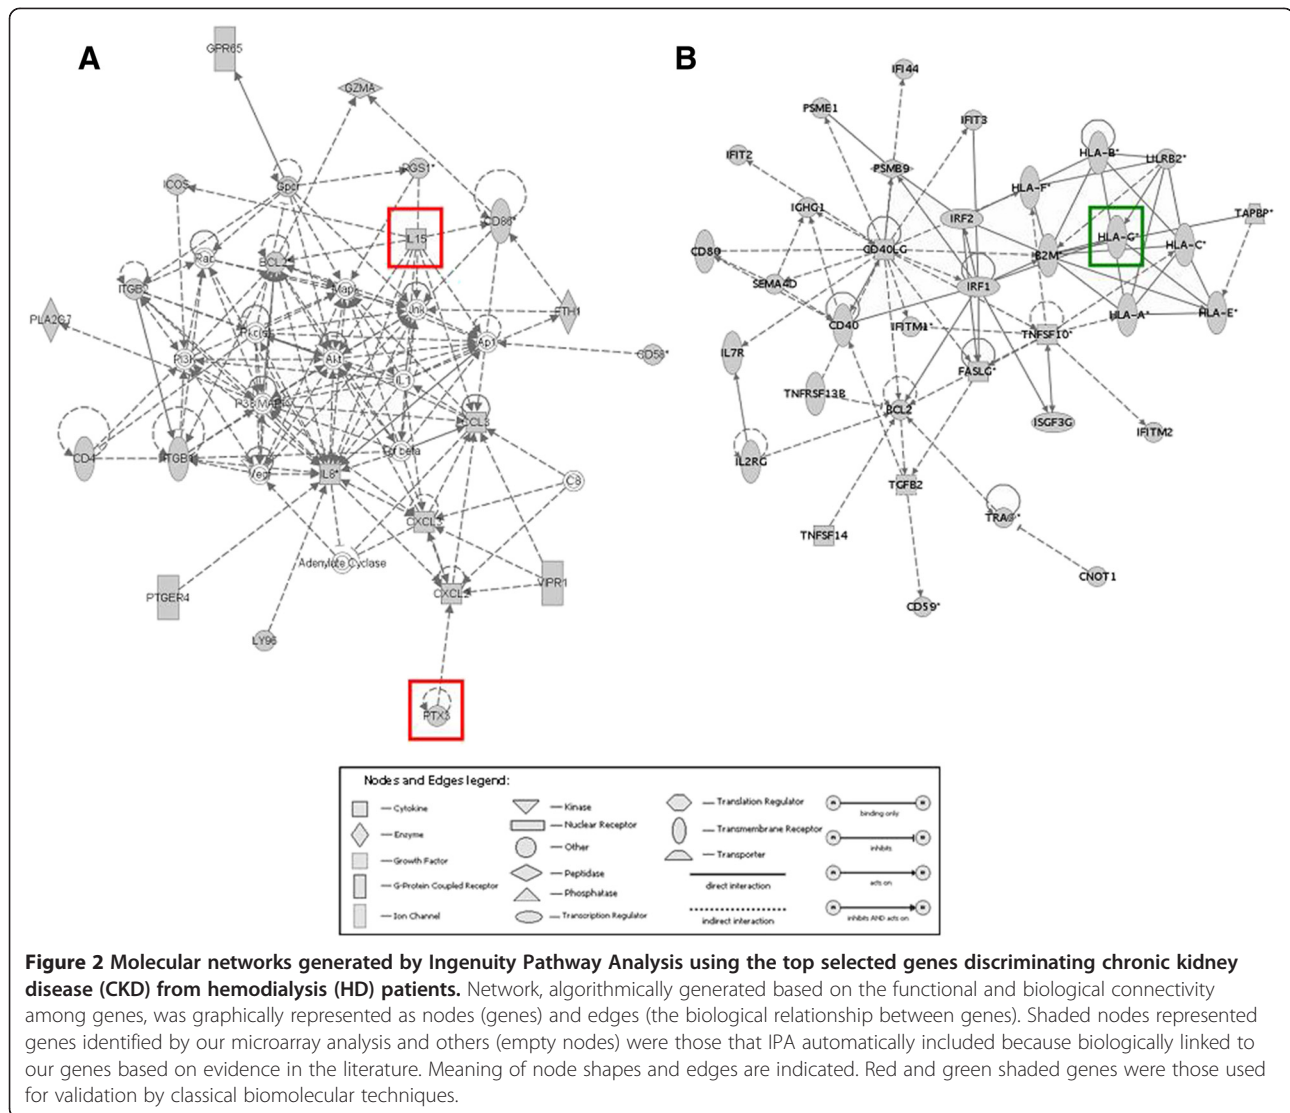 A
B
GPR65
GZMA
ICOS
RGS1*
Gpcr
CD86*
IL15
Rac
BCL2*
ITGB2
Mapk
Jnk
FTH1
PLA2G7
Ap1
PI3K
Akt
CD58*
IL1
P38 MAPK
CCL3
CD4
Vegf
IL8*
C8
CXCL3
Adenylate Cyclase
PTGER4
CXCL2
VIPR1
LY96
PTX3
IFI44
PSME1
IFIT3
IFIT2
HLA-B*
LILRB2*
PSMB9
HLA-F*
IGHG1
IRF2
TAPBP*
CD80
CD40LG
B2M*
HLA-G*
HLA-C*
SEMA4D
IRF1
CD40
IFITM1*
HLA-A*
HLA-E*
TNFSF10*
IL7R
FASLG*
TNFRSF13B
BCL2
ISGF3G
IFITM2
IL2RG
TGFB2
TNFSF14
CNOT1
CD59*
Nodes and Edges legend:
— Cytokine
— Enzyme
— Growth Factor
— G-Protein Coupled Receptor
— Ion Channel
— Kinase
— Nuclear Receptor
— Other
— Peptidase
— Phosphatase
— Transcription Regulator
— Translation Regulator
— Transmembrane Receptor
— Transporter
direct interaction
indirect interaction
binding only
inhibits
acts on
inhibits AND acts on
Figure 2 Molecular networks generated by Ingenuity Pathway Analysis using the top selected genes discriminating chronic kidney
disease (CKD) from hemodialysis (HD) patients. Network, algorithmically generated based on the functional and biological connectivity
among genes, was graphically represented as nodes (genes) and edges (the biological relationship between genes). Shaded nodes represented
genes identified by our microarray analysis and others (empty nodes) were those that IPA automatically included because biologically linked to
our genes based on evidence in the literature. Meaning of node shapes and edges are indicated. Red and green shaded genes were those used
for validation by classical biomolecular techniques.